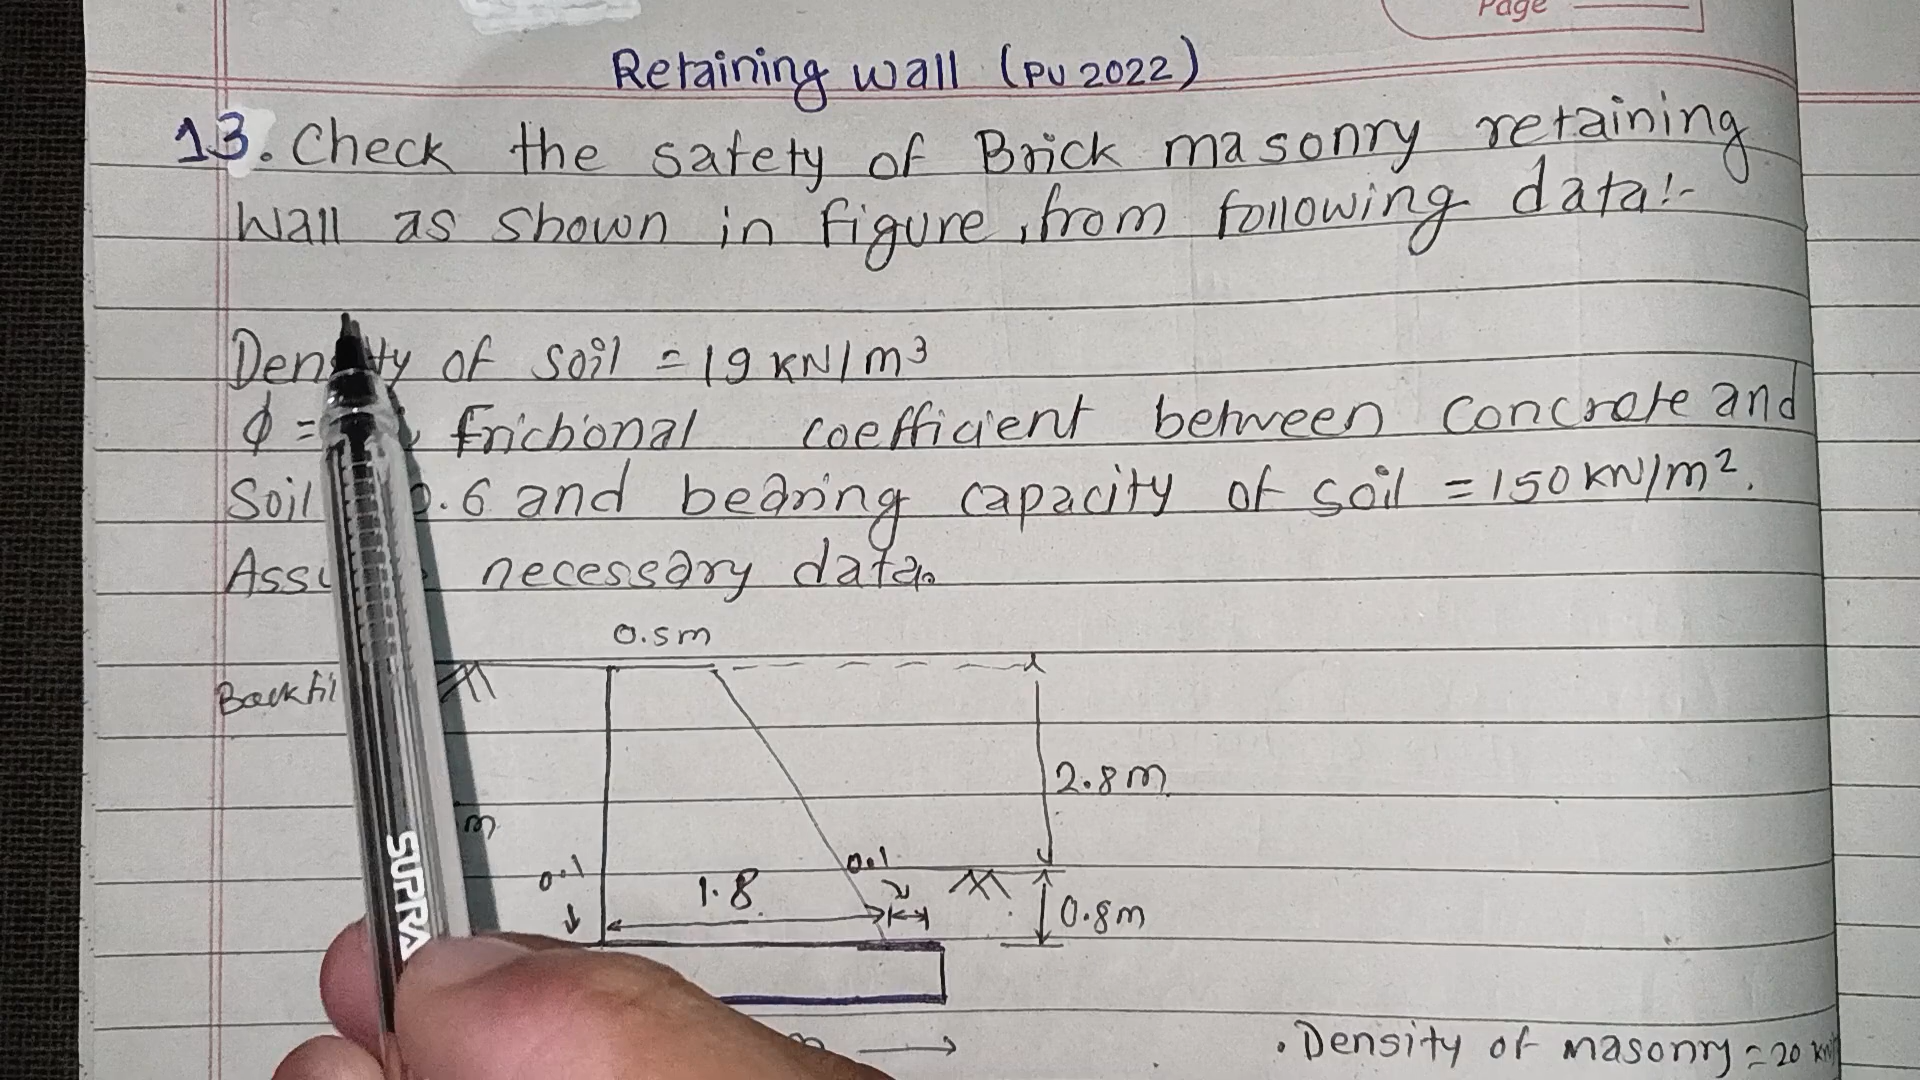 Page
Retaining wall (PU 2022)
13. Check the safety of Brick masonry retaining
Wall as shown in figure, from following data:-
Density of soil = 19 KN/m³
ϕ = frictional coefficient between concrete and
Soil 0.6 and bearing capacity of soil = 150 KN/m².
necessary data.
0.5m
Backfil
2.8m
m
0.1
0.1
1.8
0.8m
SUPRA
. Density of masonry = 20 KN/